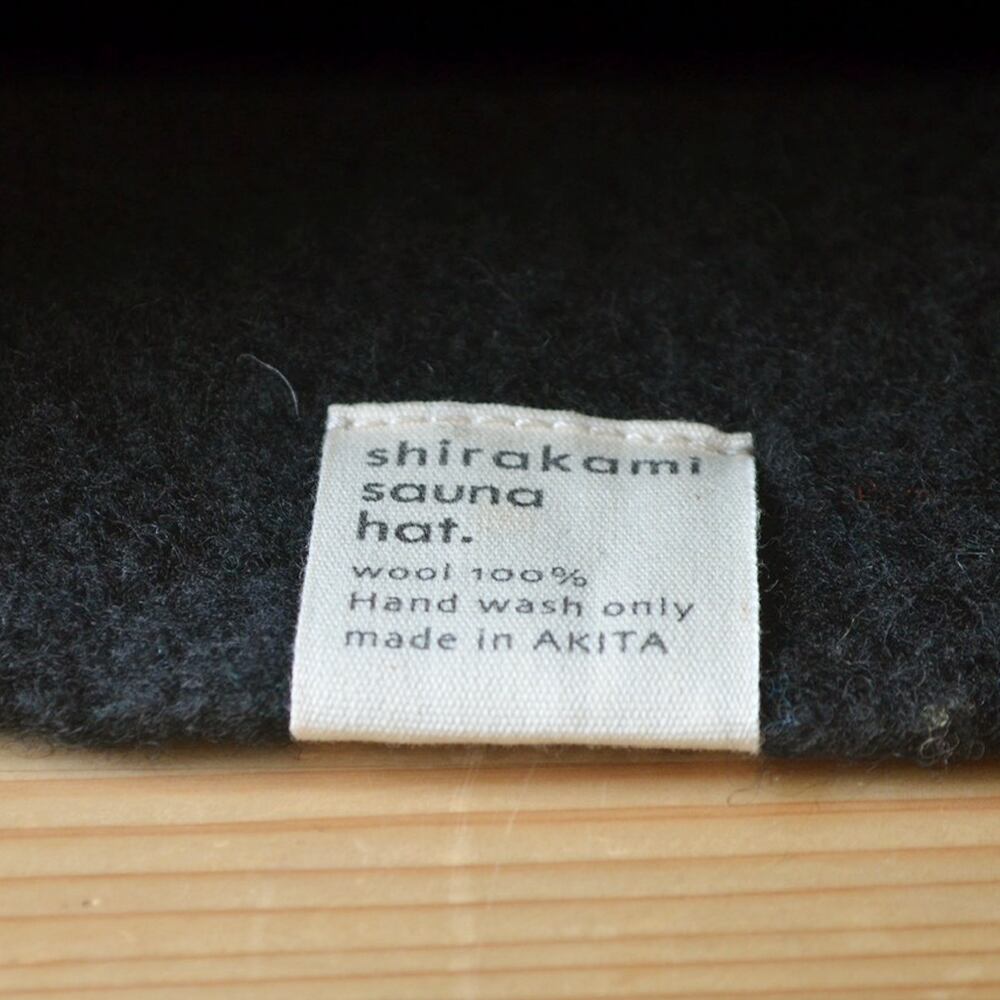 shirakami
sauna
hat.
wool 100%
Hand wash only
made in AKITA